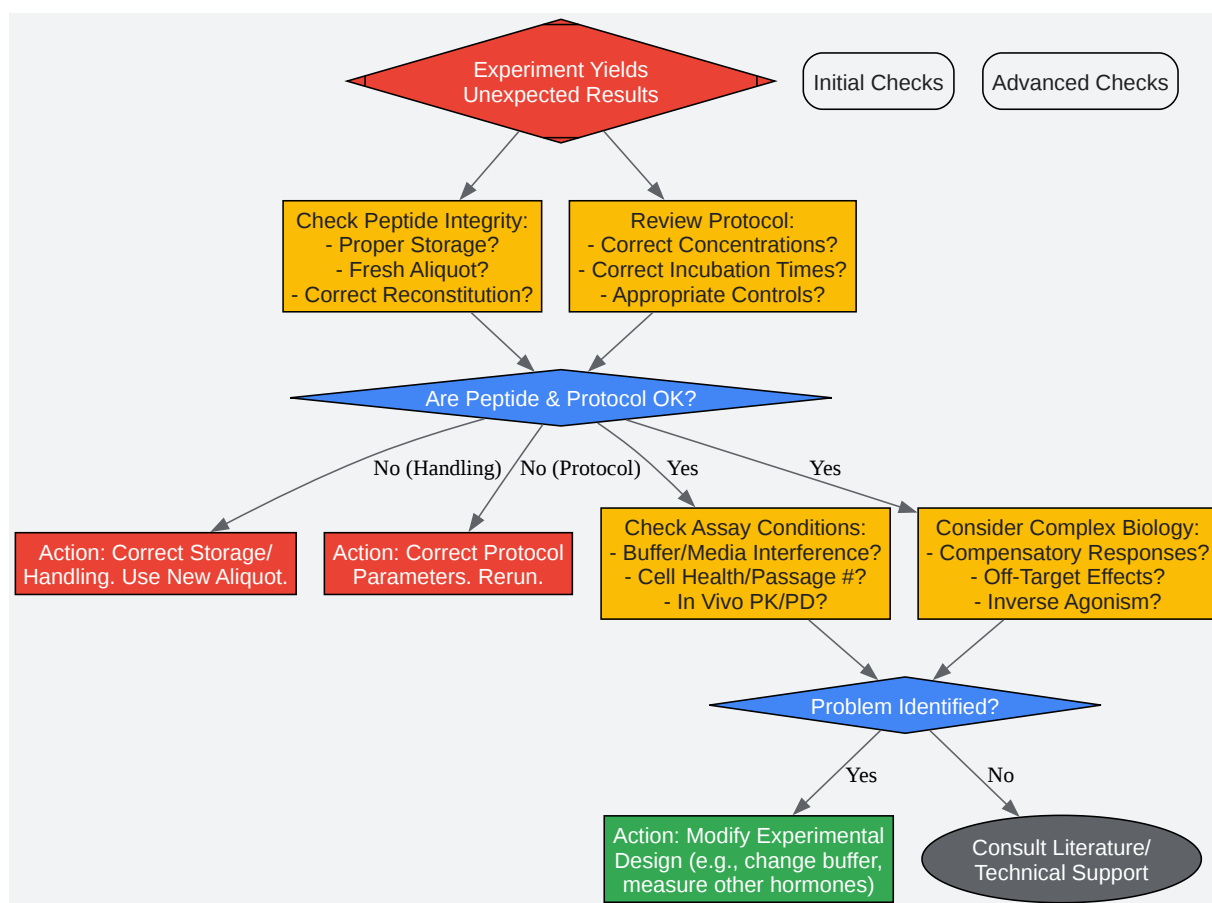 Experiment Yields
Unexpected Results
Initial Checks
Advanced Checks
Check Peptide Integrity:
- Proper Storage?
- Fresh Aliquot?
- Correct Reconstitution?
Review Protocol:
- Correct Concentrations?
- Correct Incubation Times?
- Appropriate Controls?
Are Peptide & Protocol OK?
No (Handling)
No (Protocol)
Yes
Yes
Action: Correct Storage/
Handling. Use New Aliquot.
Action: Correct Protocol
Parameters. Rerun.
Check Assay Conditions:
- Buffer/Media Interference?
- Cell Health/Passage #?
- In Vivo PK/PD?
Consider Complex Biology:
- Compensatory Responses?
- Off-Target Effects?
- Inverse Agonism?
Problem Identified?
Yes
No
Action: Modify Experimental
Design (e.g., change buffer,
measure other hormones)
Consult Literature/
Technical Support